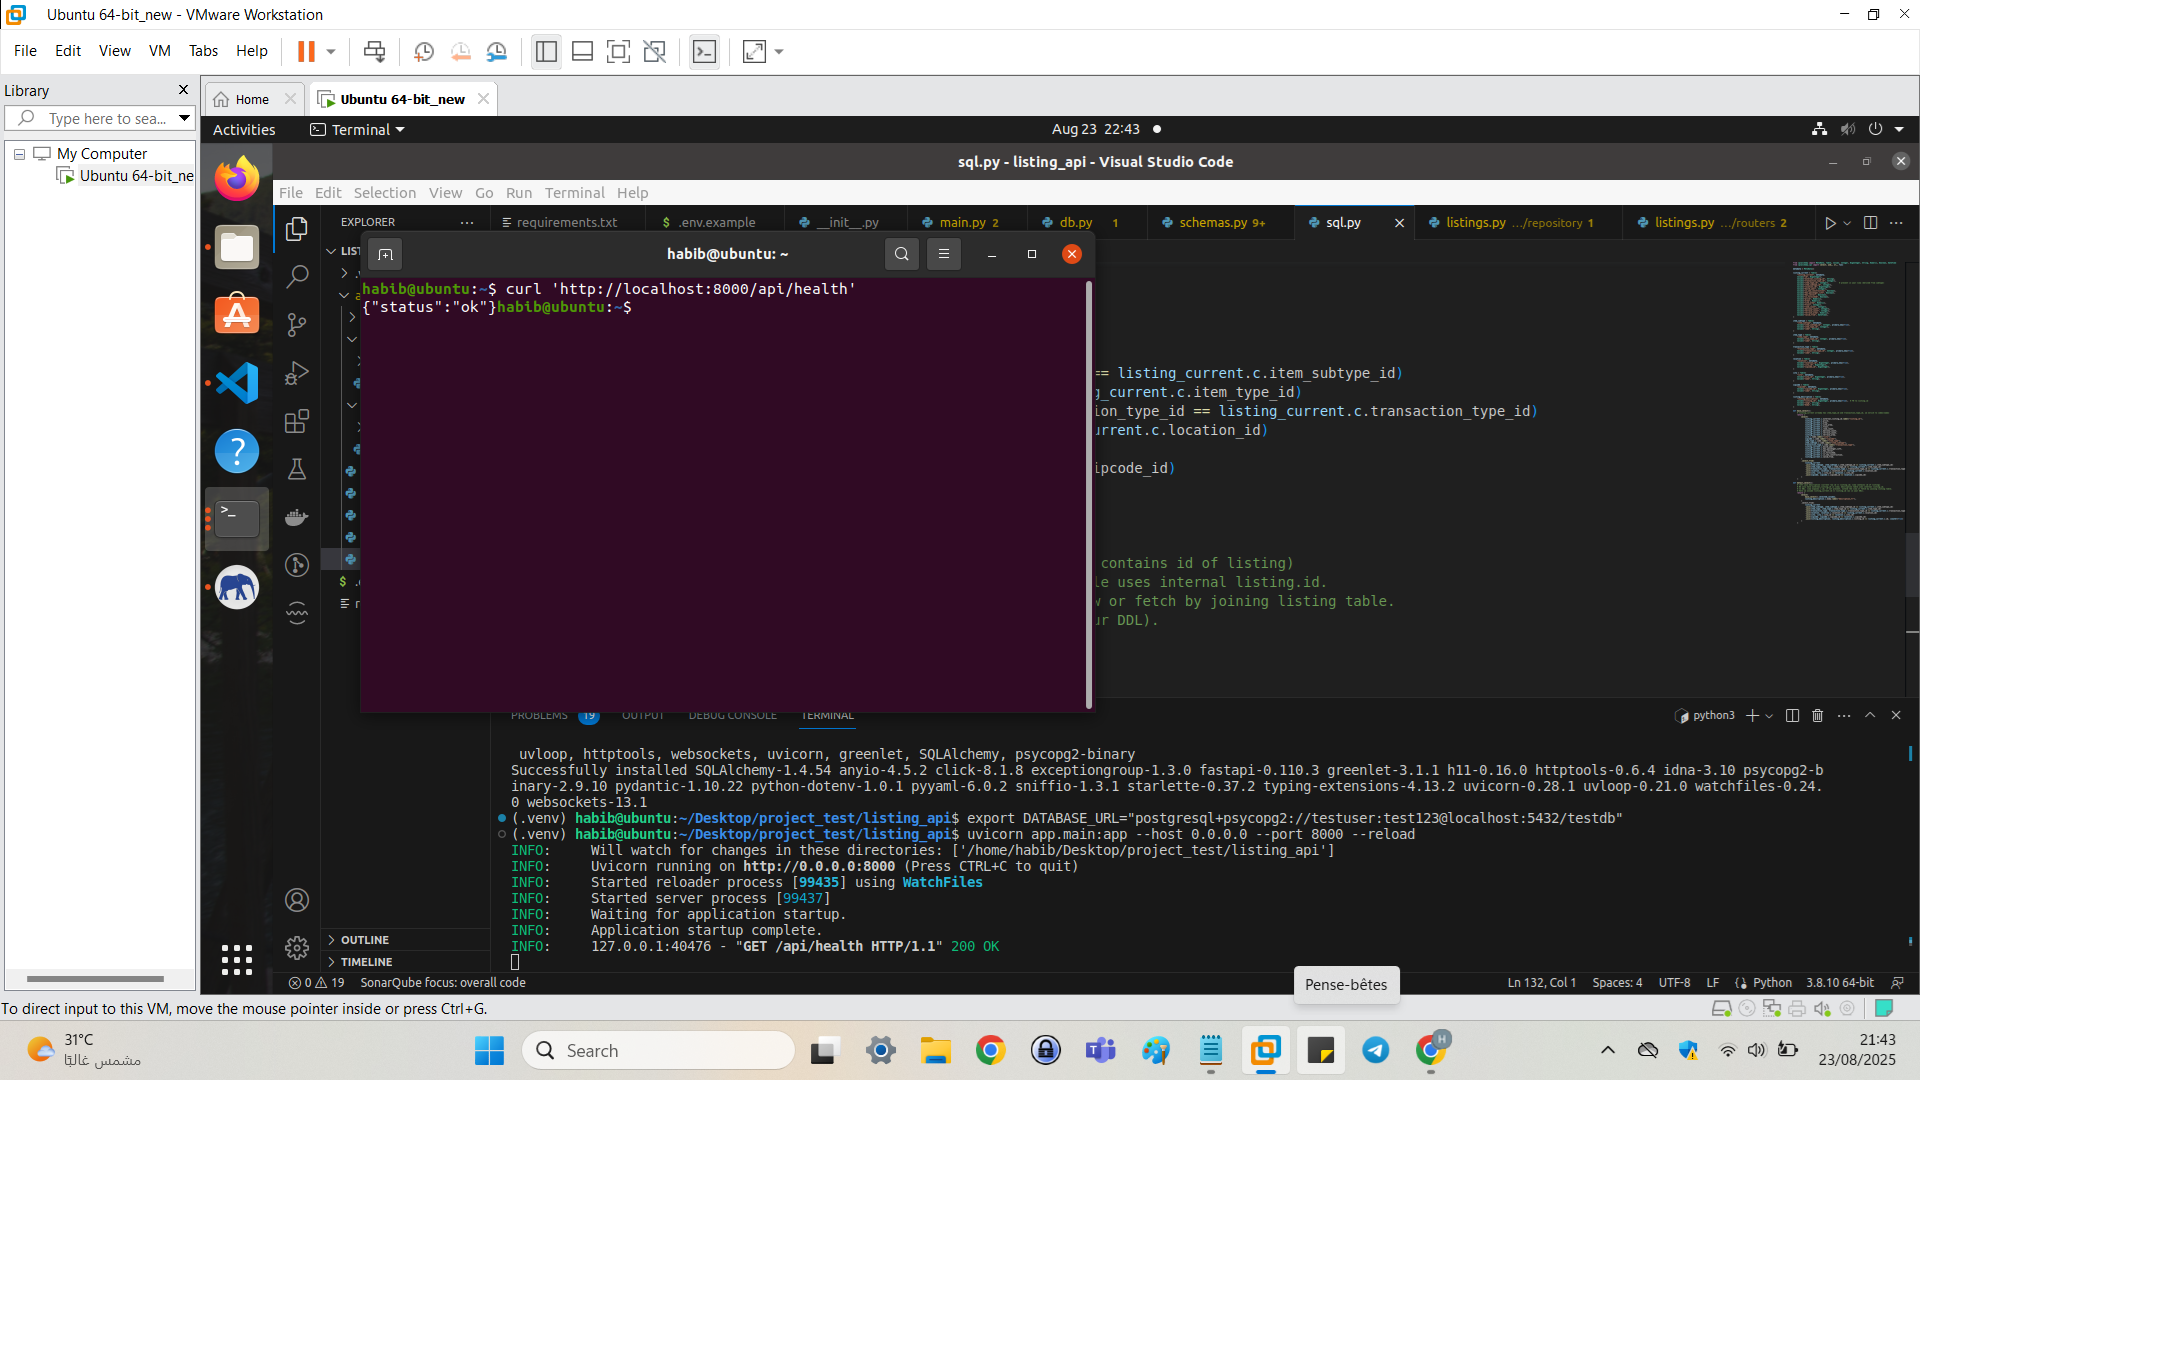 Ubuntu 64-bit_new - VMware Workstation
File Edit View VM Tabs Help
Library
Type here to sea...
My Computer
Ubuntu 64-bit_ne
Home
Ubuntu 64-bit_new
Activities
Terminal
Aug 23 22:43
sql.py - listing_api - Visual Studio Code
File Edit Selection View Go Run Terminal Help
EXPLORER ···
requirements.txt
$ .env.example
__init__.py
main.py 2
db.py 1
schemas.py 9+
sql.py
listings.py .../repository 1
listings.py .../routers 2
habib@ubuntu: ~
habib@ubuntu:~$ curl 'http://localhost:8000/api/health'
{"status":"ok"}habib@ubuntu:~$
== listing_current.c.item_subtype_id)
_current.c.item_type_id)
ion_type_id == listing_current.c.transaction_type_id)
urrent.c.location_id)
ipcode_id)
contains id of listing)
le uses internal listing.id.
or fetch by joining listing table.
ur DDL).
PROBLEMS 19 OUTPUT DEBUG CONSOLE TERMINAL
python3
uvloop, httptools, websockets, uvicorn, greenlet, SQLAlchemy, psycopg2-binary
Successfully installed SQLAlchemy-1.4.54 anyio-4.5.2 click-8.1.8 exceptiongroup-1.3.0 fastapi-0.110.3 greenlet-3.1.1 h11-0.16.0 httptools-0.6.4 idna-3.10 psycopg2-b
inary-2.9.10 pydantic-1.10.22 python-dotenv-1.0.1 pyyaml-6.0.2 sniffio-1.3.1 starlette-0.37.2 typing-extensions-4.13.2 uvicorn-0.28.1 uvloop-0.21.0 watchfiles-0.24.
0 websockets-13.1
(.venv) habib@ubuntu:~/Desktop/project_test/listing_api$ export DATABASE_URL="postgresql+psycopg2://testuser:test123@localhost:5432/testdb"
(.venv) habib@ubuntu:~/Desktop/project_test/listing_api$ uvicorn app.main:app --host 0.0.0.0 --port 8000 --reload
INFO: Will watch for changes in these directories: ['/home/habib/Desktop/project_test/listing_api']
INFO: Uvicorn running on http://0.0.0.0:8000 (Press CTRL+C to quit)
INFO: Started reloader process [99435] using WatchFiles
INFO: Started server process [99437]
INFO: Waiting for application startup.
INFO: Application startup complete.
INFO: 127.0.0.1:40476 - "GET /api/health HTTP/1.1" 200 OK
OUTLINE
TIMELINE
0 19 SonarQube focus: overall code
Ln 132, Col 1 Spaces: 4 UTF-8 LF Python 3.8.10 64-bit
Pense-bêtes
To direct input to this VM, move the mouse pointer inside or press Ctrl+G.
31°C
مشمس غالبًا
Search
21:43
23/08/2025